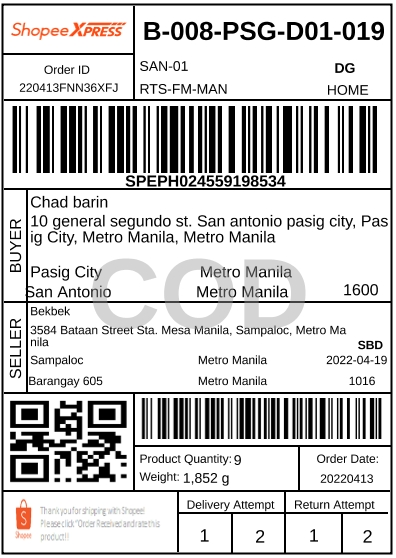 Shopee XPRESS
B-008-PSG-D01-019
Order ID
220413FNN36XFJ
SAN-01
DG
RTS-FM-MAN
HOME
SPEPH024559198534
BUYER
Chad barin
10 general segundo st. San antonio pasig city, Pas
ig City, Metro Manila, Metro Manila
COD
Pasig City Metro Manila
San Antonio Metro Manila 1600
SELLER
Bekbek
3584 Bataan Street Sta. Mesa Manila, Sampaloc, Metro Ma
nila
SBD
Sampaloc Metro Manila 2022-04-19
Barangay 605 Metro Manila 1016
Product Quantity: 9
Weight: 1,852 g
Order Date:
20220413
Shopee
Thank you for shipping with Shopee!
Please click "Order Received and rate this
product!!
Delivery Attempt
Return Attempt
1 2 1 2